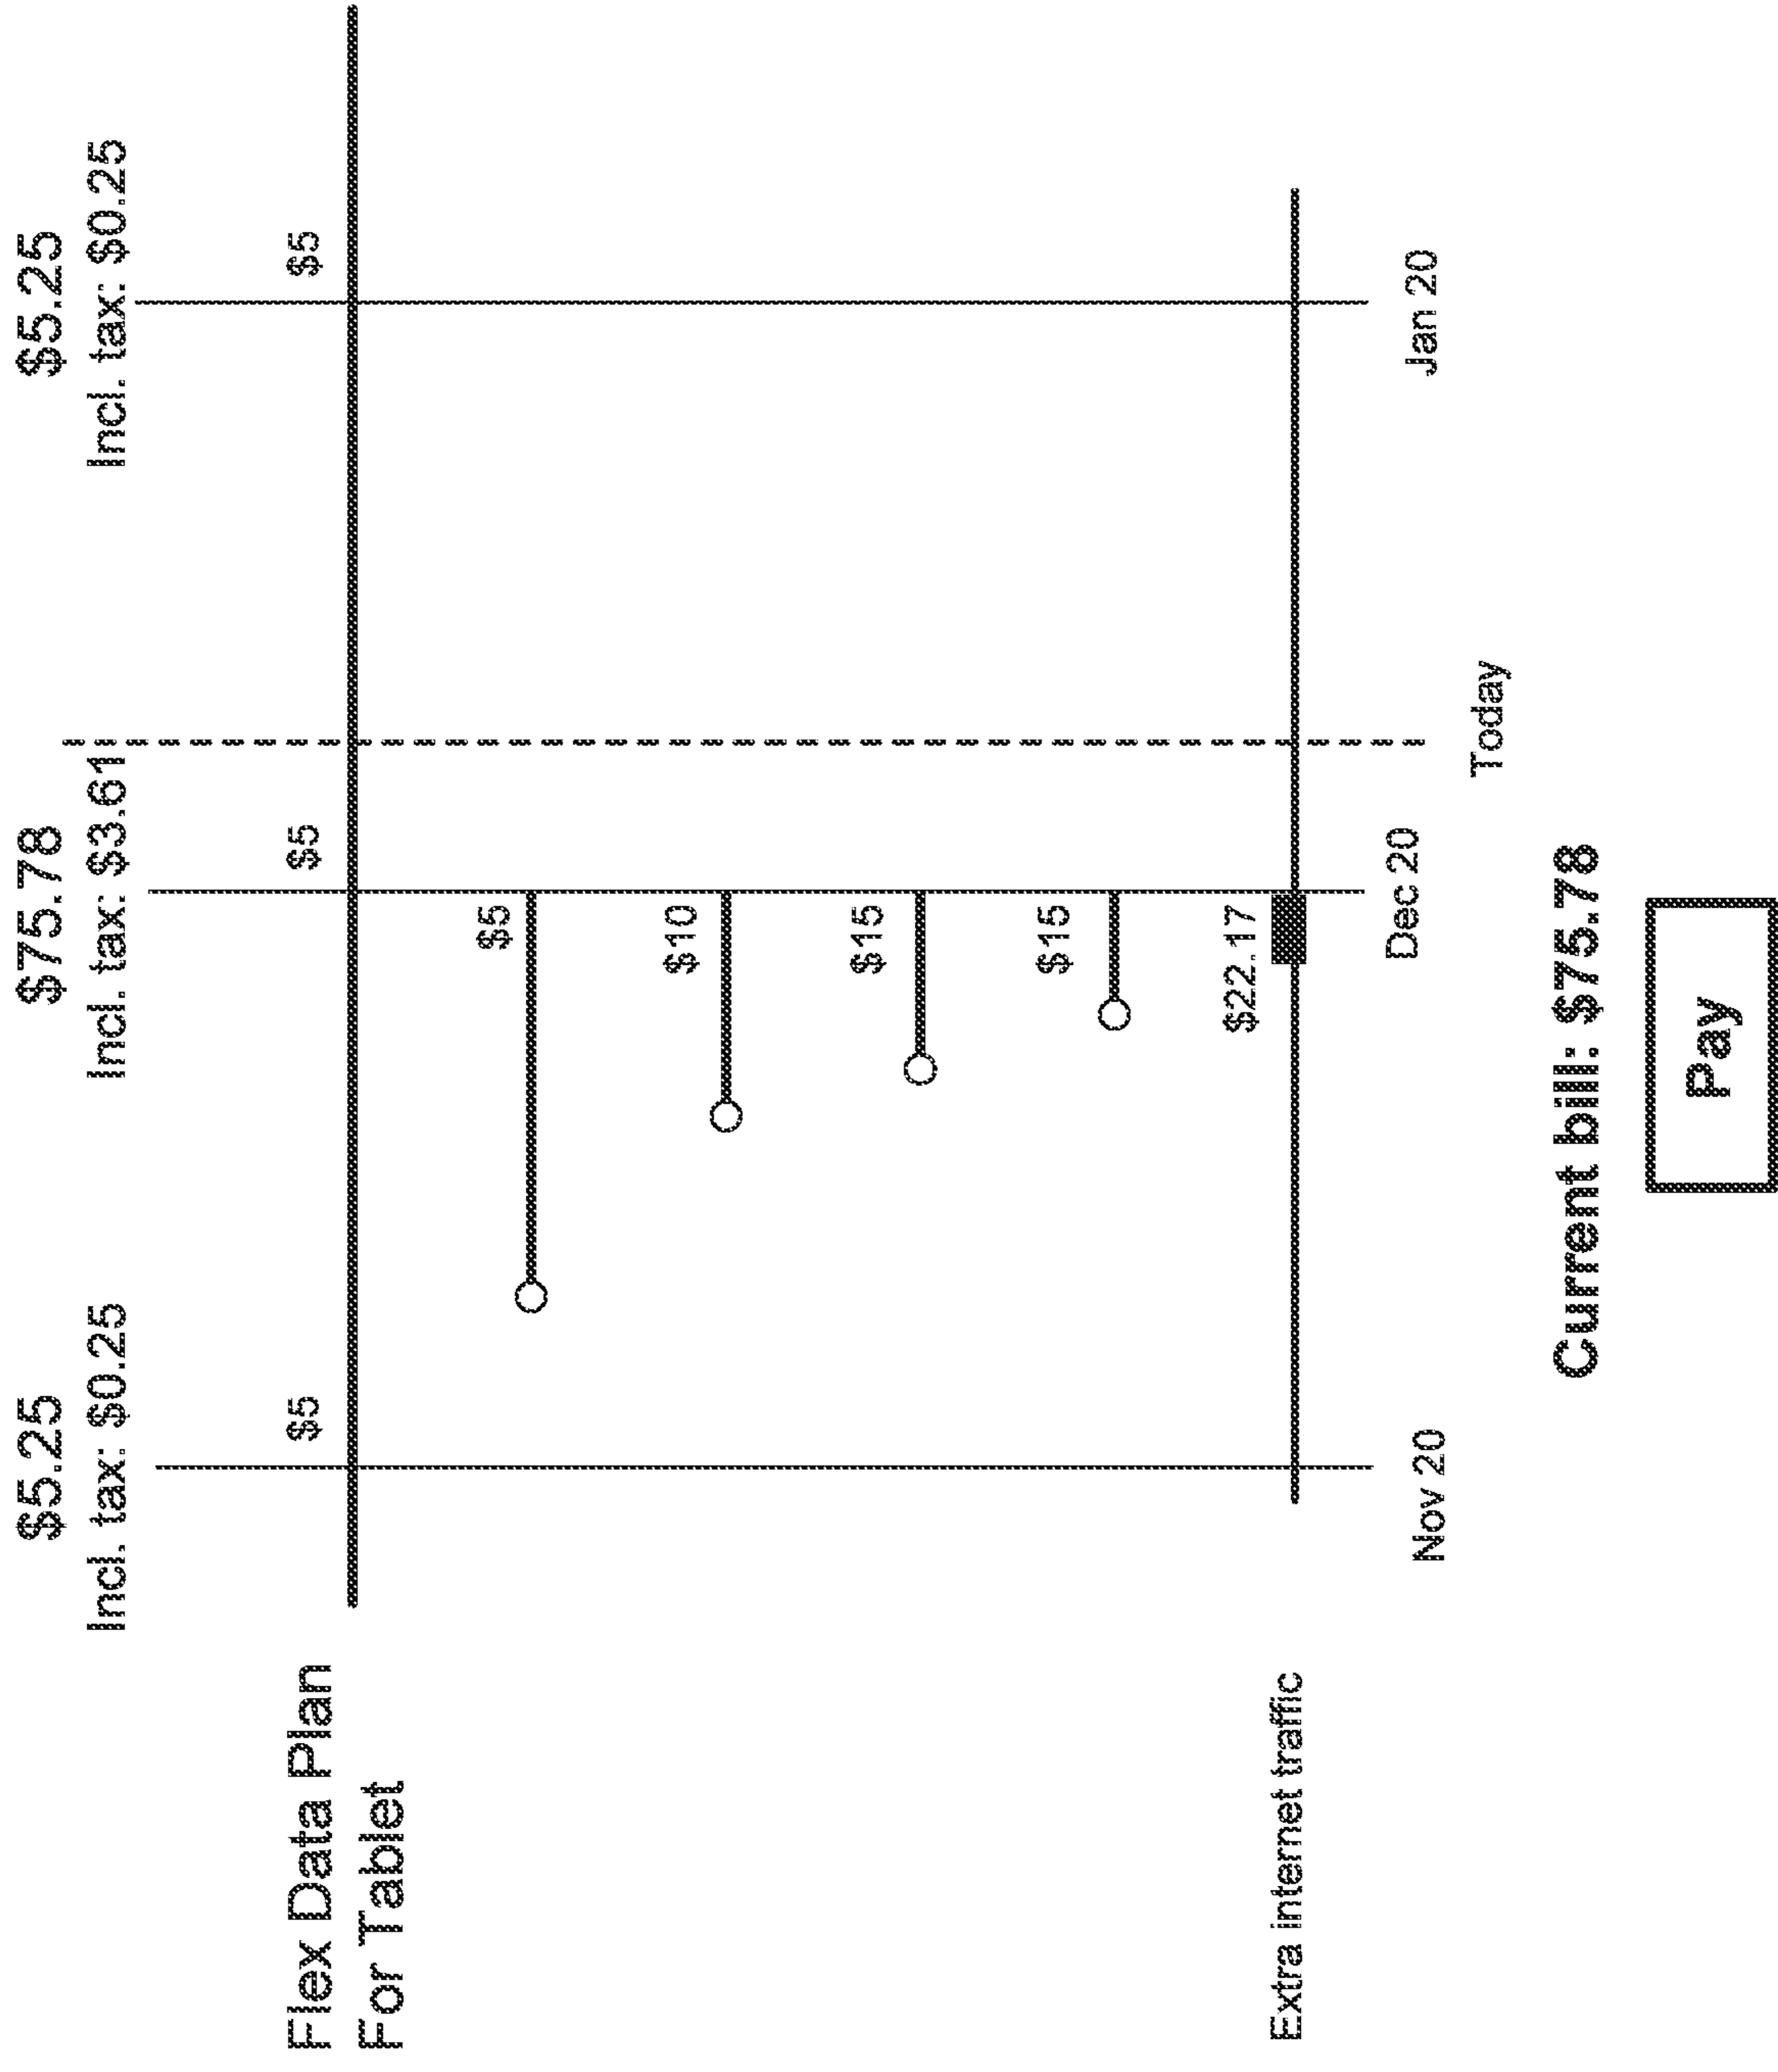 $5.25
$75.78
$5.25
Incl. tax: $0.25
Incl. tax: $3.61
Incl. tax: $0.25
Flex Data Plan
For Tablet
$5
$5
$5
$5
$10
$15
$15
$22.17
Extra internet traffic
Nov 20
Dec 20
Jan 20
Today
Current bill: $75.78
Pay